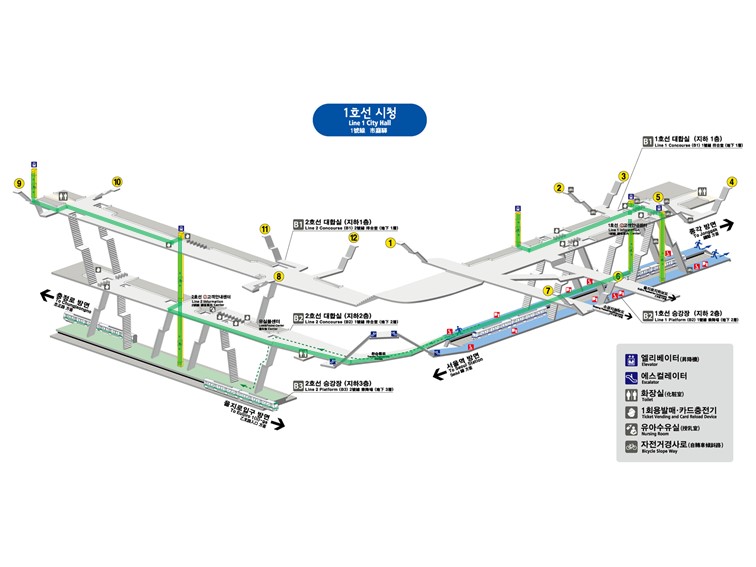 1호선 시청
Line 1 City Hall
1號線 市廳驛
B1 1호선 대합실 (지하 1층)
Line 1 Concourse (B1) 1號線 待合室 (地下 1層)
9
10
2
3
5
4
11
12
B1 2호선 대합실 (지하1층)
Line 2 Concourse (B1) 2號線 待合室 (地下 1層)
1
8
7
6
종각 방면
To Jonggak
충정로 방면
To Chungjeongno
B2 2호선 대합실 (지하2층)
Line 2 Concourse (B2) 2號線 待合室 (地下 2層)
B2 1호선 승강장 (지하 2층)
Line 1 Platform (B2) 1號線 乘降場 (地下 2層)
환승통로
서울역 방면
To Seoul Station
B3 2호선 승강장 (지하3층)
Line 2 Platform (B3) 2號線 乘降場 (地下 3層)
을지로입구 방면
엘리베이터(昇降機)
Elevator
에스컬레이터
Escalator
화장실(化粧室)
Toilet
1회용발매·카드충전기
Ticket Vending and Card Reload Device
유아수유실(授乳室)
Nursing Room
자전거경사로(自轉車傾斜路)
Bicycle Slope Way